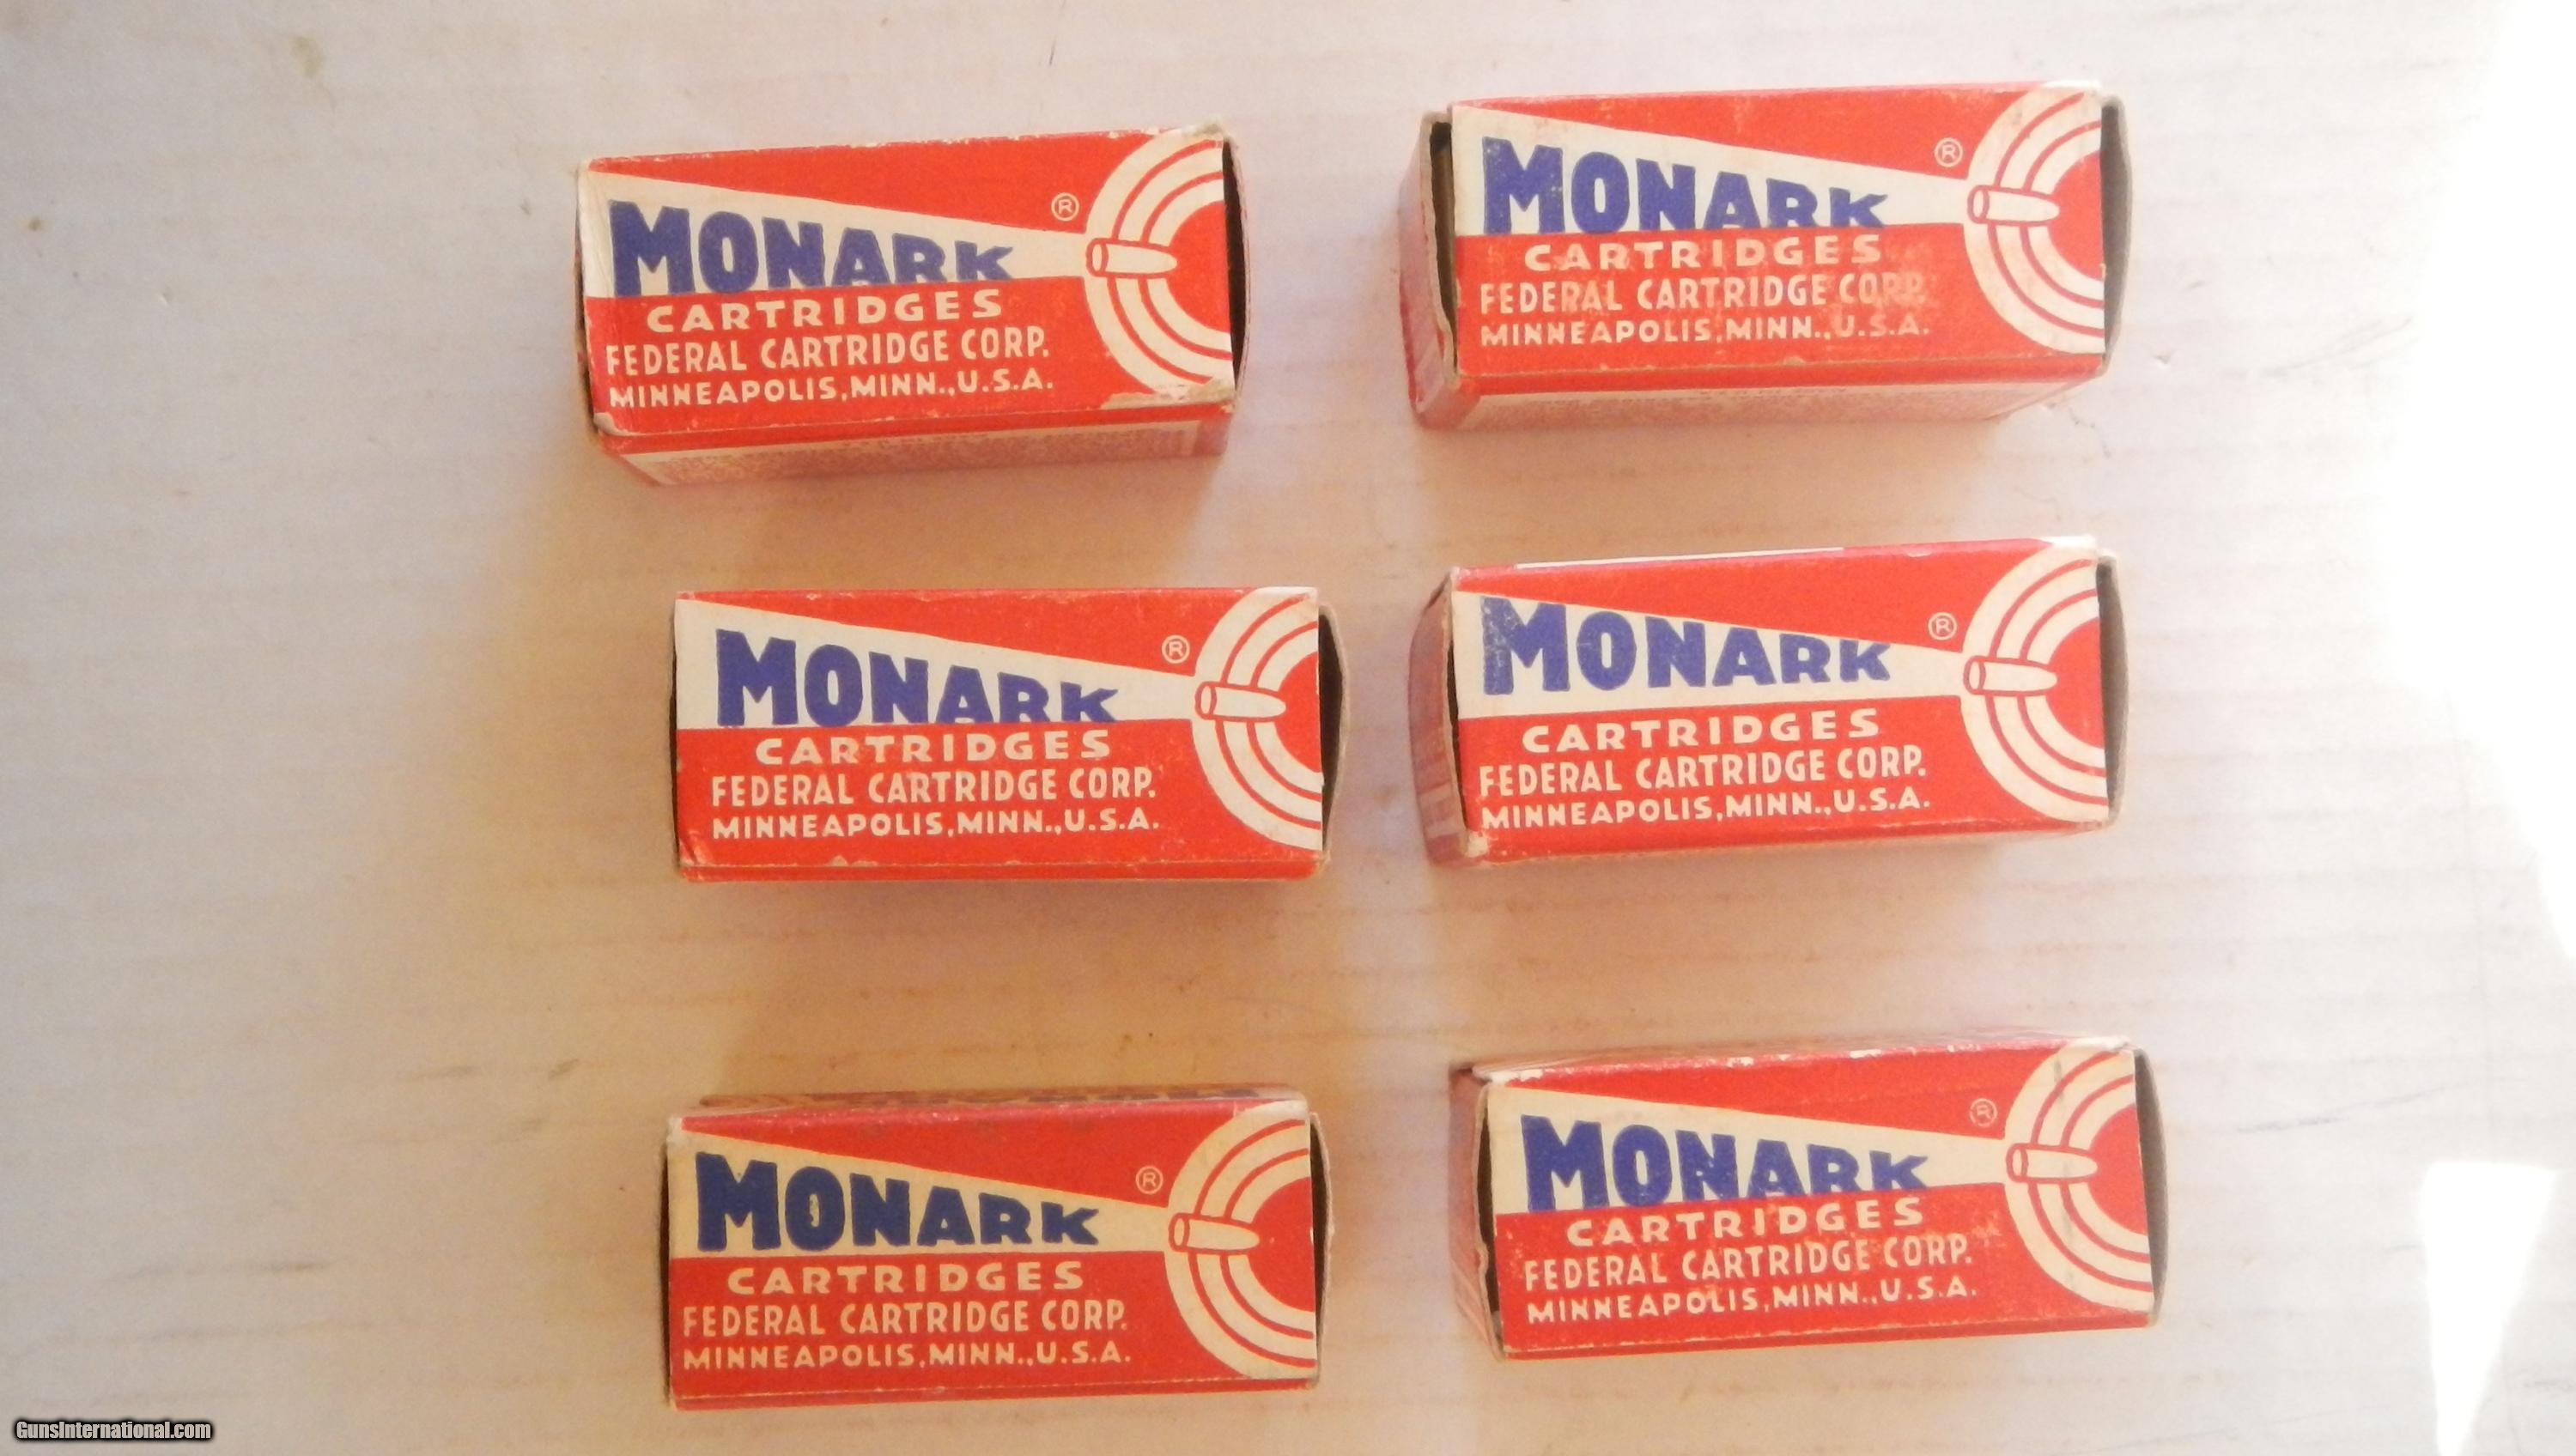 MONARK ®
CARTRIDGES
FEDERAL CARTRIDGE CORP.
MINNEAPOLIS, MINN., U.S.A.
MONARK ®
CARTRIDGES
FEDERAL CARTRIDGE CORP.
MINNEAPOLIS, MINN., U.S.A.
MONARK ®
CARTRIDGES
FEDERAL CARTRIDGE CORP.
MINNEAPOLIS, MINN., U.S.A.
MONARK ®
CARTRIDGES
FEDERAL CARTRIDGE CORP.
MINNEAPOLIS, MINN., U.S.A.
MONARK ®
CARTRIDGES
FEDERAL CARTRIDGE CORP.
MINNEAPOLIS, MINN., U.S.A.
MONARK ®
CARTRIDGES
FEDERAL CARTRIDGE CORP.
MINNEAPOLIS, MINN., U.S.A.
GunsInternational.com